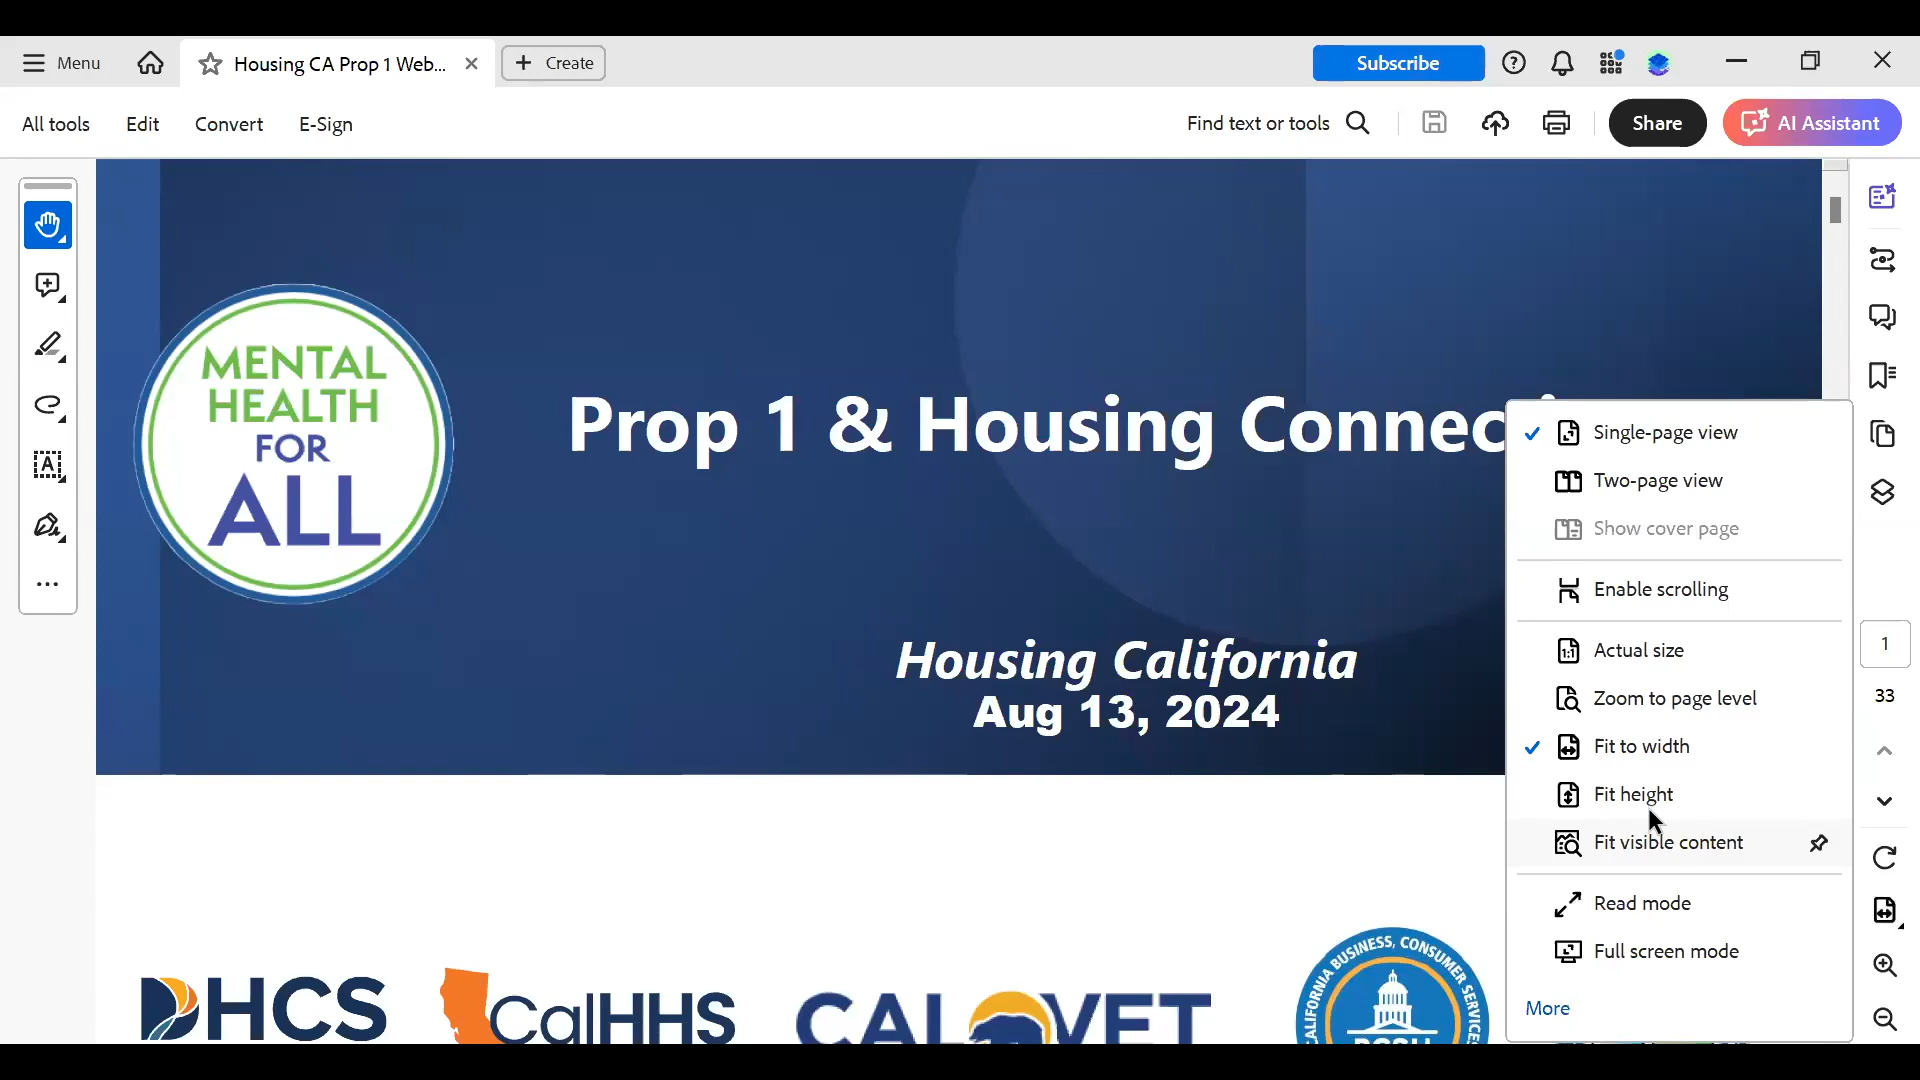 Menu
Housing CA Prop 1 Web...
Create
Subscribe
All tools
Edit
Convert
E-Sign
Find text or tools
Share
AI Assistant
MENTAL
HEALTH
FOR
ALL
Prop 1 & Housing Connec
Housing California
Aug 13, 2024
DHCS
CalHHS
CAL VET
CALIFORNIA BUSINESS, CONSUMER SERVICES
Single-page view
Two-page view
Show cover page
Enable scrolling
Actual size
Zoom to page level
Fit to width
Fit height
Fit visible content
Read mode
Full screen mode
More
1
33